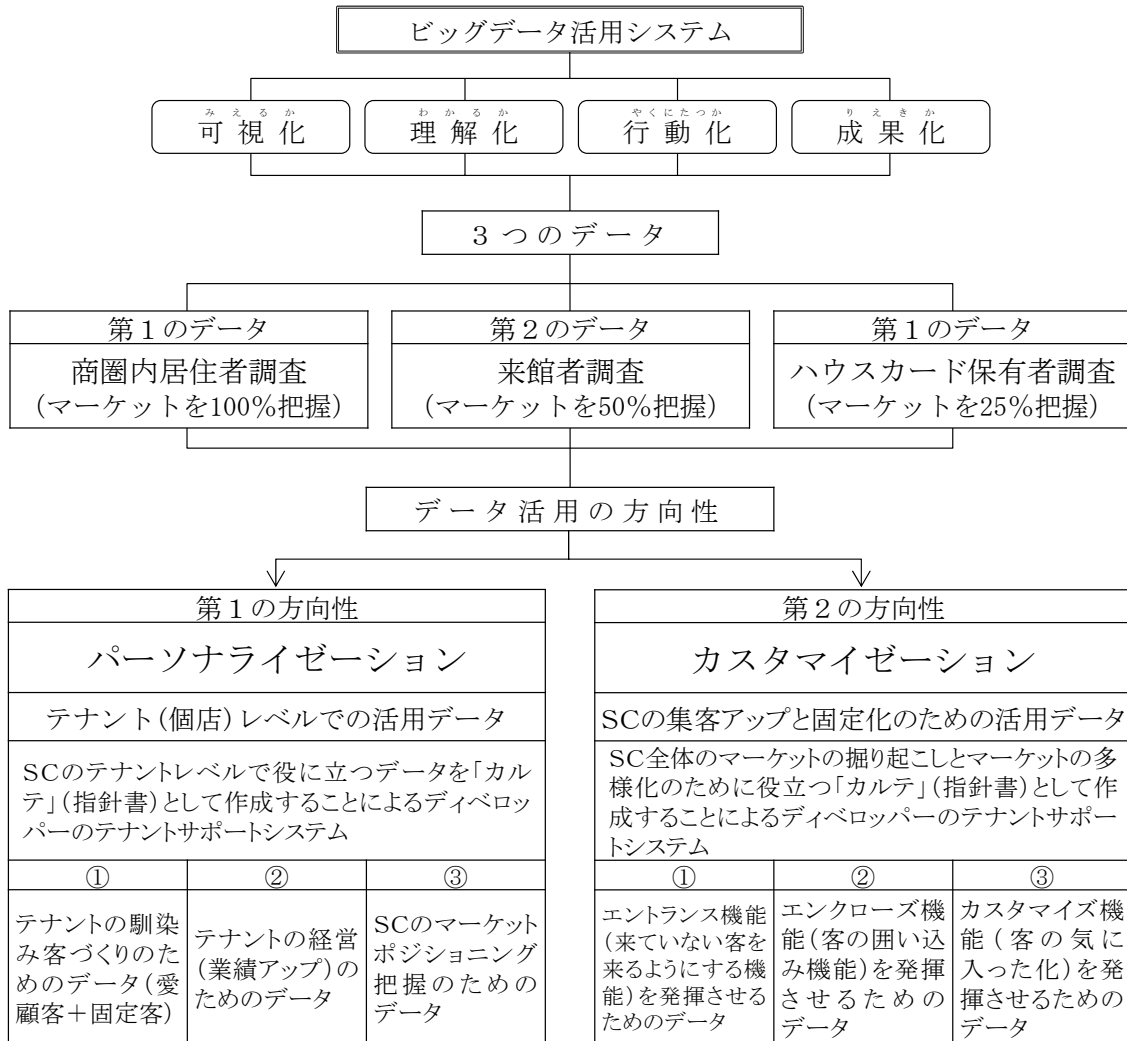 ビッグデータ活用システム
みえるか
可視化
わかるか
理解化
やくにたつか
行動化
りえきか
成果化
３つのデータ
第１のデータ
商圏内居住者調査
(マーケットを100%把握)
第２のデータ
来館者調査
(マーケットを50%把握)
第１のデータ
ハウスカード保有者調査
(マーケットを25%把握)
データ活用の方向性
第１の方向性
パーソナライゼーション
テナント(個店)レベルでの活用データ
SCのテナントレベルで役に立つデータを「カル
テ」(指針書)として作成することによるディベロッ
パーのテナントサポートシステム
①
テナントの馴染
み客づくりのた
めのデータ(愛
顧客＋固定客)
②
テナントの経営
(業績アップ)の
ためのデータ
③
SCのマーケット
ポジショニング
把握のための
データ
第２の方向性
カスタマイゼーション
SCの集客アップと固定化のための活用データ
SC全体のマーケットの掘り起こしとマーケットの多
様化のために役立つ「カルテ」(指針書)として作
成することによるディベロッパーのテナントサポー
トシステム
①
エントランス機能
(来ていない客を
来るようにする機
能)を発揮させる
ためのデータ
②
エンクローズ機
能(客の囲い込
み機能)を発揮
させるための
データ
③
カスタマイズ機
能(客の気に
入った化)を発
揮させるための
データ